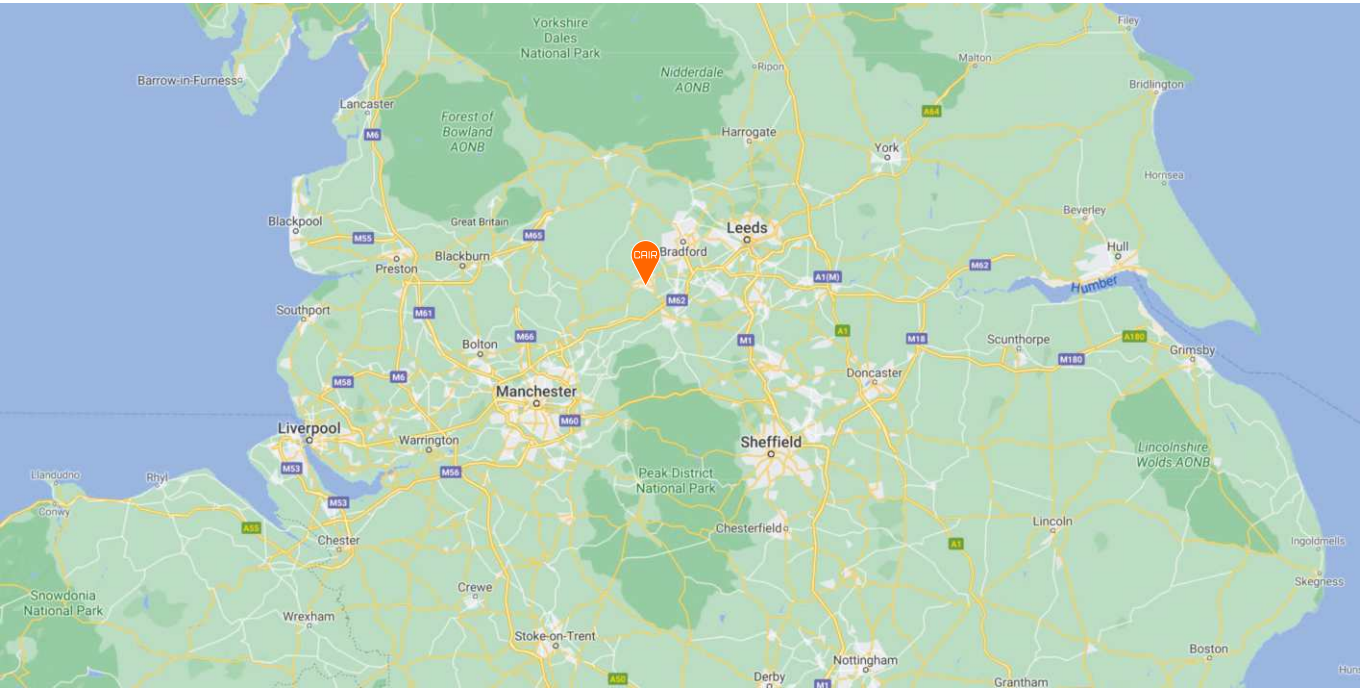 Filey
Yorkshire
Dales
National Park
Malton
Ripon
Nidderdale
AONB
Barrow-in-Furness
Bridlington
Lancaster
A64
Forest of
Bowland
AONB
M6
Harrogate
York
Hornsea
Beverley
Blackpool
Great Britain
Leeds
M65
M55
Hull
Bradford
Blackburn
CAIR
Preston
M62
A1(M)
Humber
M62
Southport
M61
A1
M66
M1
M18
Scunthorpe
A180
Bolton
Grimsby
M180
M58
M6
Doncaster
Manchester
M60
Liverpool
Warrington
Sheffield
Lincolnshire
Wolds AONB
M53
M56
Peak District
National Park
Llandudno
Rhyl
M53
Conwy
A55
Chesterfield
Lincoln
Chester
A1
Ingoldmells
Skegness
Crewe
Snowdonia
National Park
Wrexham
Stoke-on-Trent
Boston
Nottingham
Derby
A50
M1
Grantham